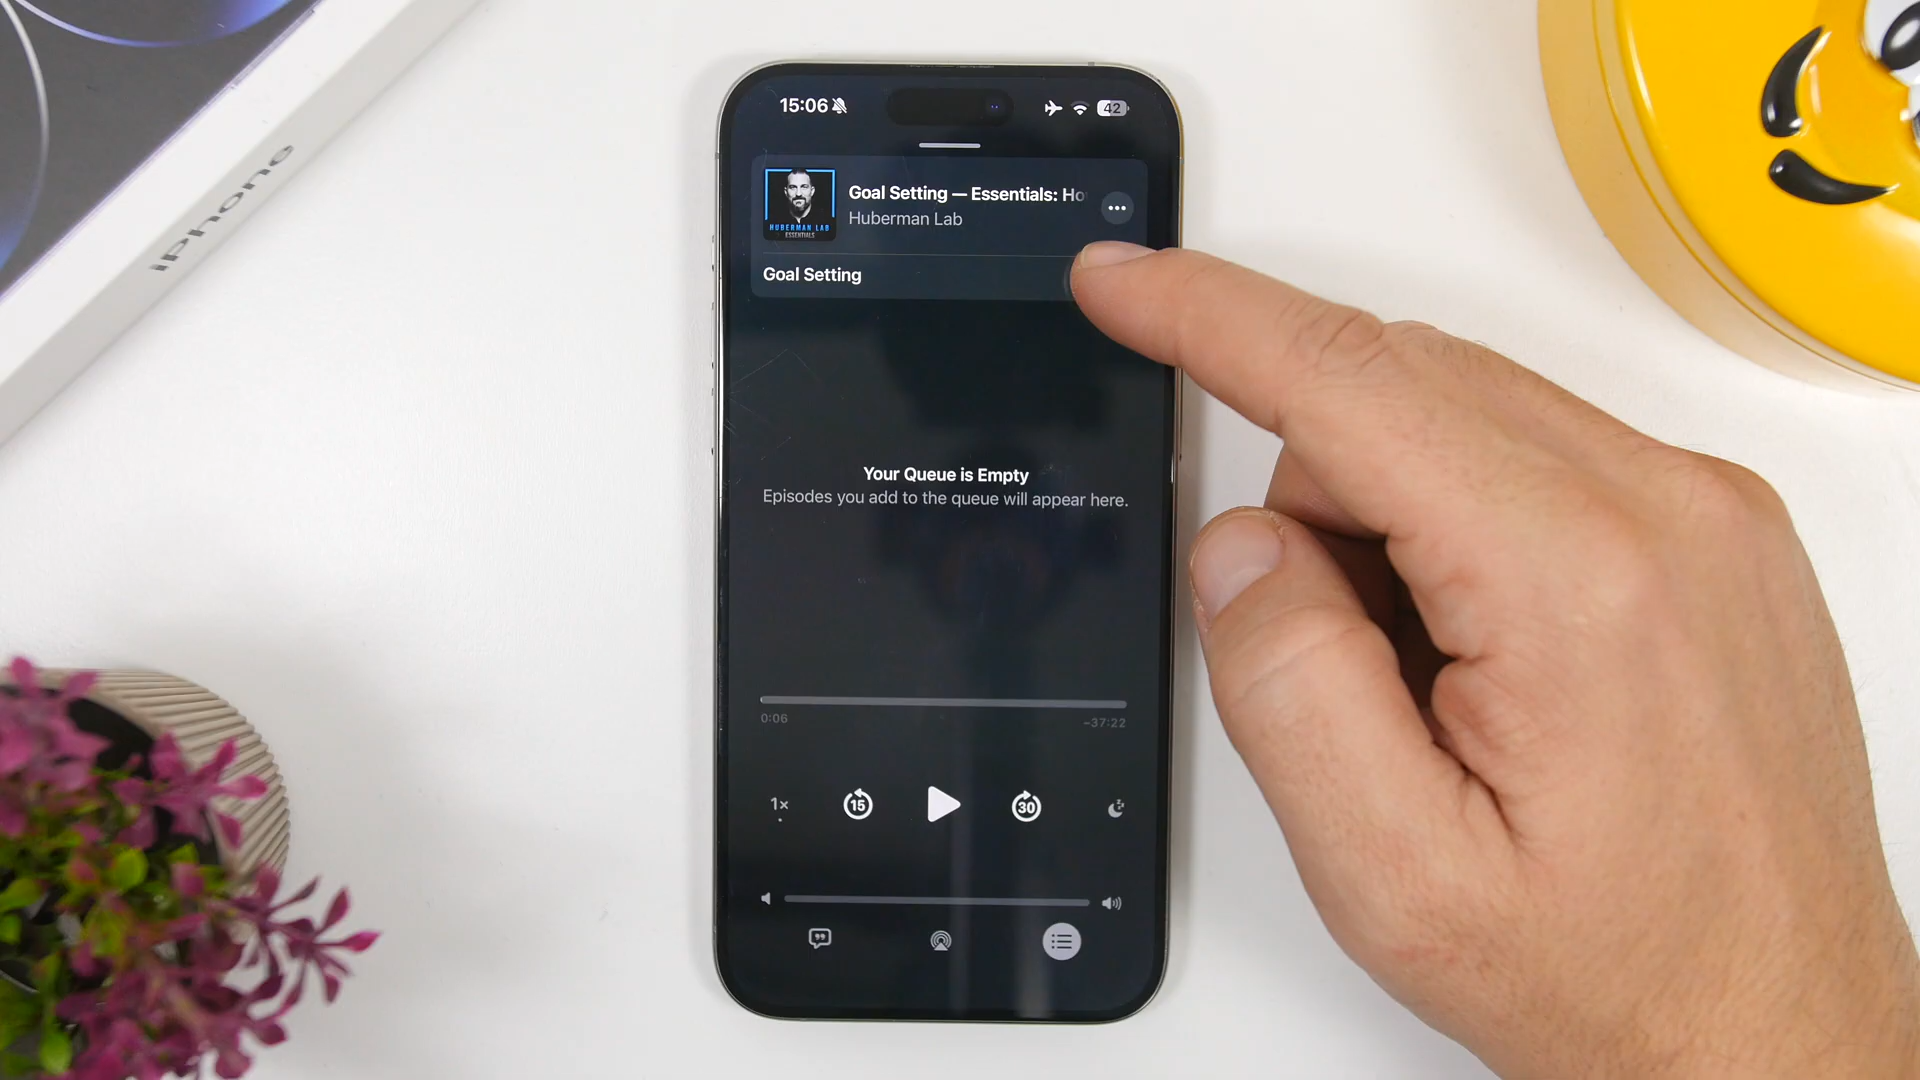 iPhone
15:06
42
Goal Setting — Essentials: Ho
Huberman Lab
HUBERMAN LAB
ESSENTIALS
Goal Setting
Your Queue is Empty
Episodes you add to the queue will appear here.
0:06
-37:22
1×
15
30